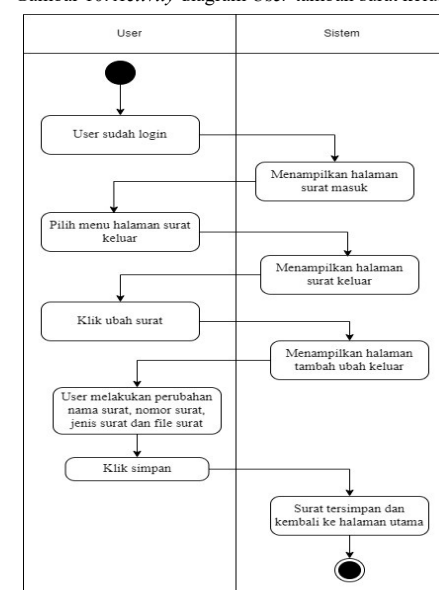 User
Sistem
User sudah login
Menampilkan halaman
surat masuk
Pilih menu halaman surat
keluar
Menampilkan halaman
surat keluar
Klik ubah surat
Menampilkan halaman
tambah ubah keluar
User melakukan perubahan
nama surat, nomor surat,
jenis surat dan file surat
Klik simpan
Surat tersimpan dan
kembali ke halaman utama